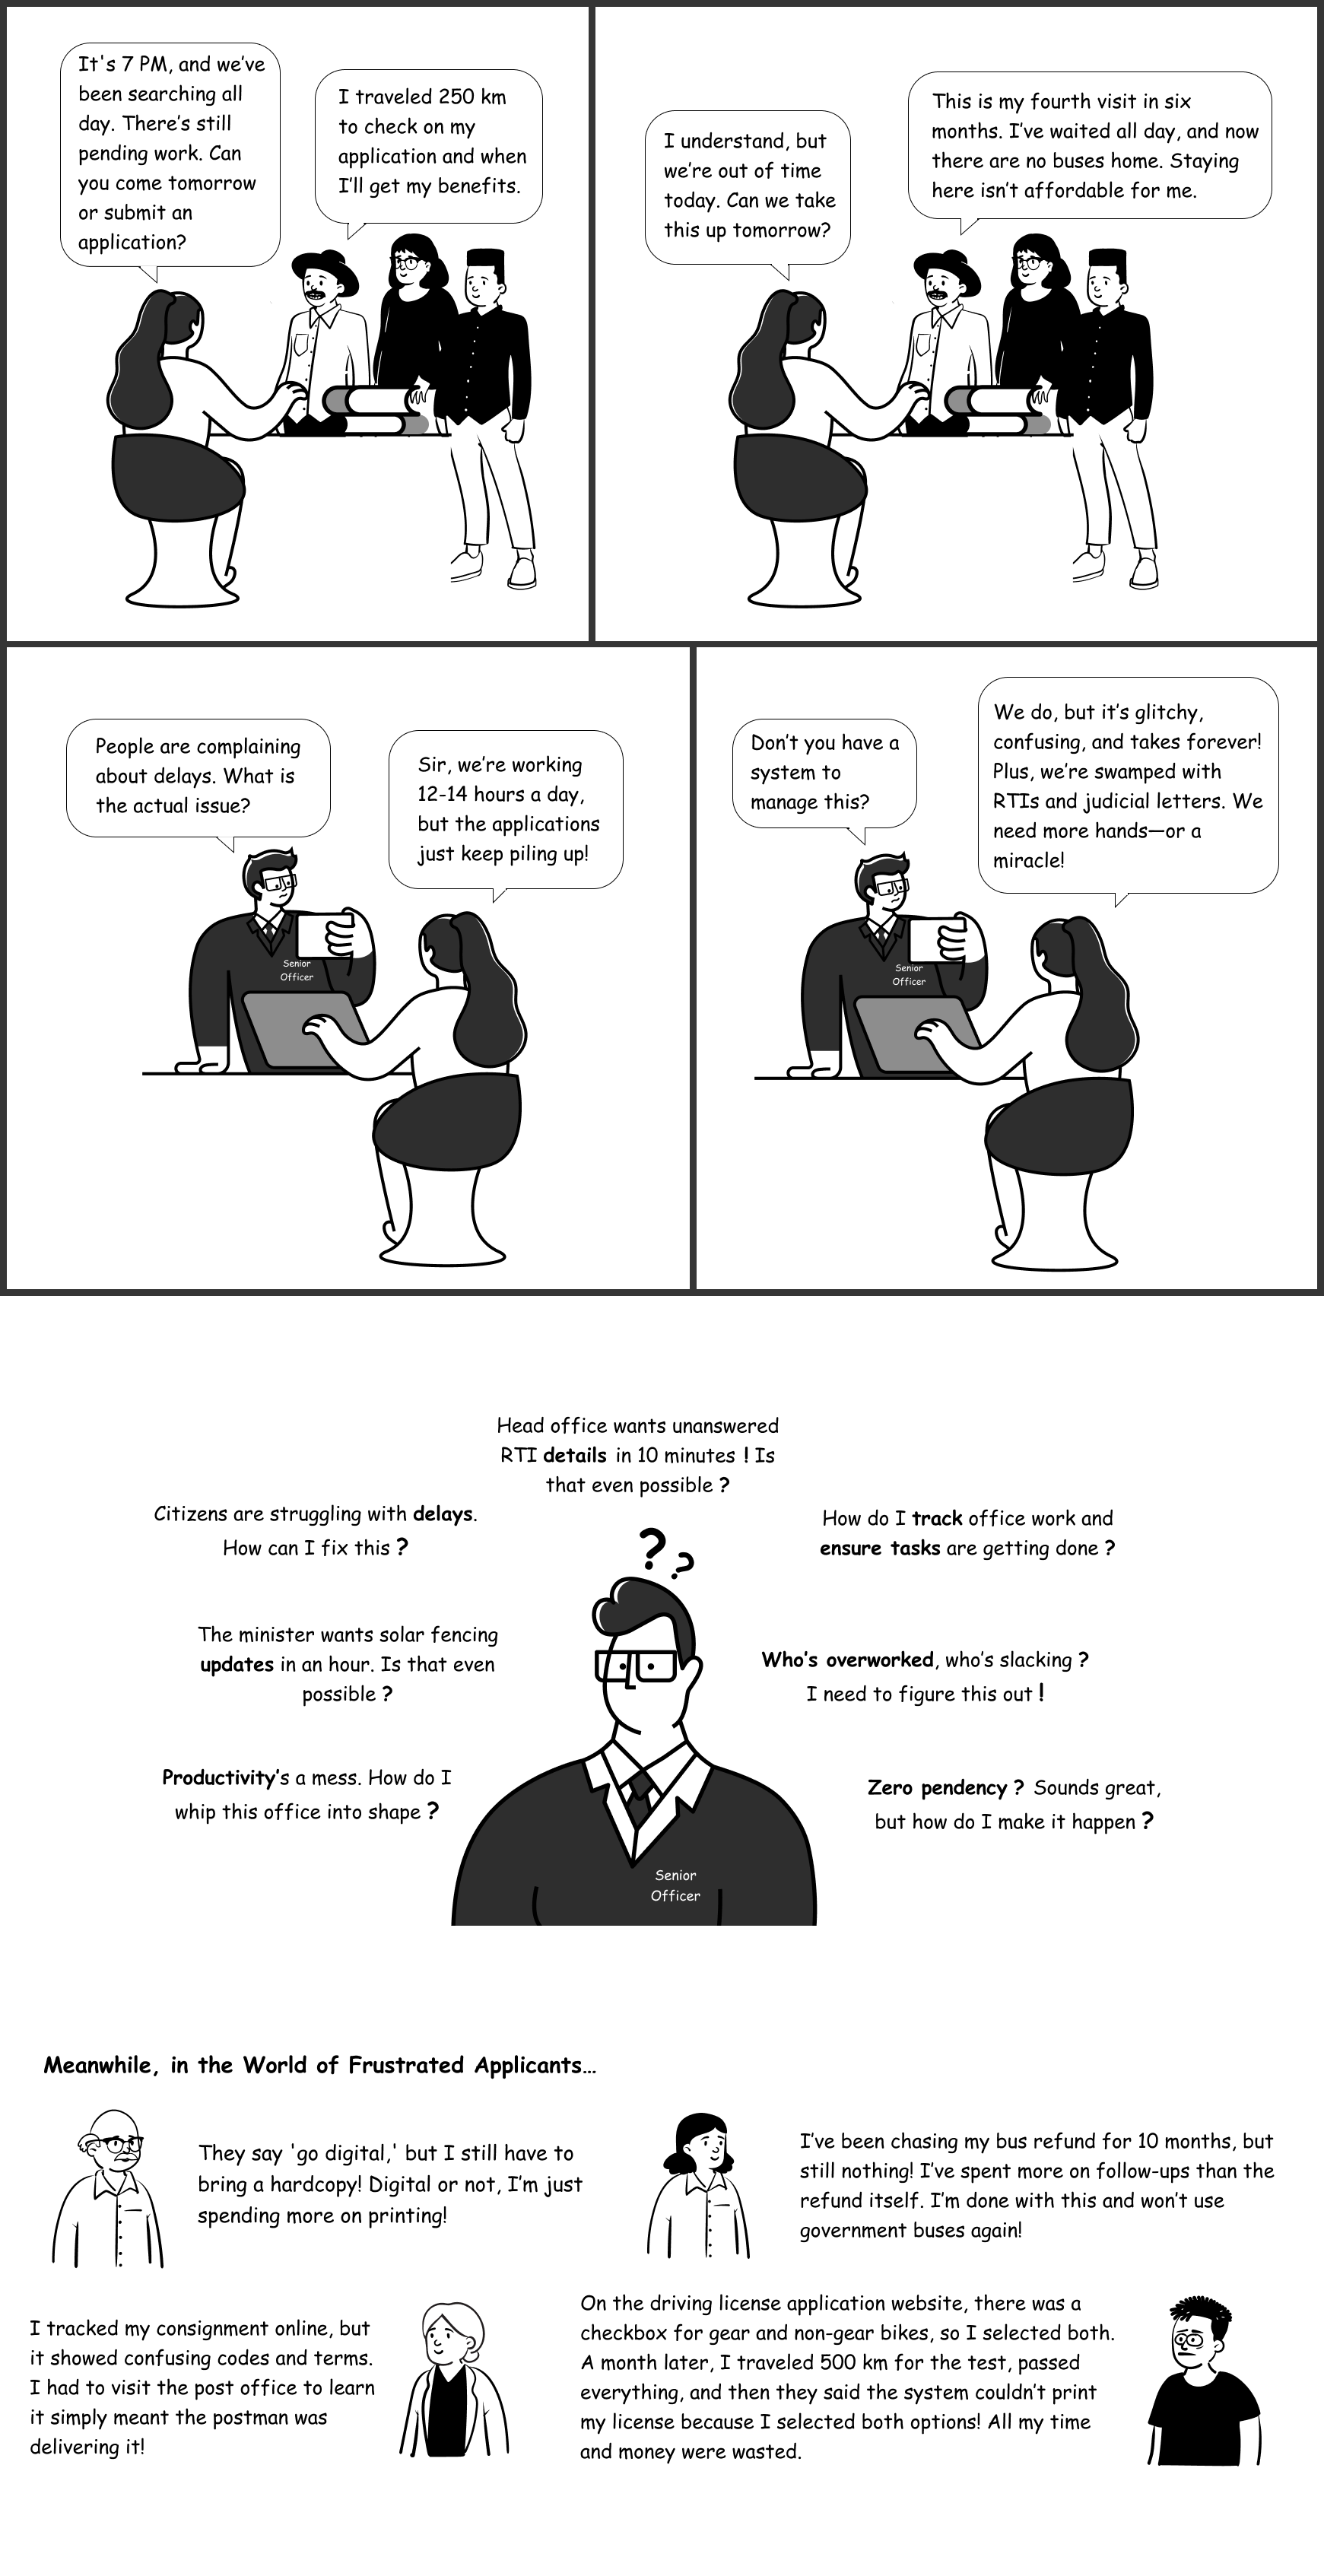 It's 7 PM, and we've
been searching all
day. There's still
pending work. Can
you come tomorrow
or submit an
application?
I traveled 250 km
to check on my
application and when
I'll get my benefits.
I understand, but
we're out of time
today. Can we take
this up tomorrow?
This is my fourth visit in six
months. I've waited all day, and now
there are no buses home. Staying
here isn't affordable for me.
People are complaining
about delays. What is
the actual issue?
Sir, we're working
12-14 hours a day,
but the applications
just keep piling up!
Senior
Officer
Don't you have a
system to
manage this?
We do, but it's glitchy,
confusing, and takes forever!
Plus, we're swamped with
RTIs and judicial letters. We
need more hands—or a
miracle!
Senior
Officer
Head office wants unanswered
RTI details in 10 minutes ! Is
that even possible ?
Citizens are struggling with delays.
How can I fix this ?
How do I track office work and
ensure tasks are getting done ?
? ?
The minister wants solar fencing
updates in an hour. Is that even
possible ?
Who's overworked, who's slacking ?
I need to figure this out !
Productivity's a mess. How do I
whip this office into shape ?
Zero pendency ? Sounds great,
but how do I make it happen ?
Senior
Officer
Meanwhile, in the World of Frustrated Applicants...
They say 'go digital,' but I still have to
bring a hardcopy! Digital or not, I'm just
spending more on printing!
I've been chasing my bus refund for 10 months, but
still nothing! I've spent more on follow-ups than the
refund itself. I'm done with this and won't use
government buses again!
I tracked my consignment online, but
it showed confusing codes and terms.
I had to visit the post office to learn
it simply meant the postman was
delivering it!
On the driving license application website, there was a
checkbox for gear and non-gear bikes, so I selected both.
A month later, I traveled 500 km for the test, passed
everything, and then they said the system couldn't print
my license because I selected both options! All my time
and money were wasted.